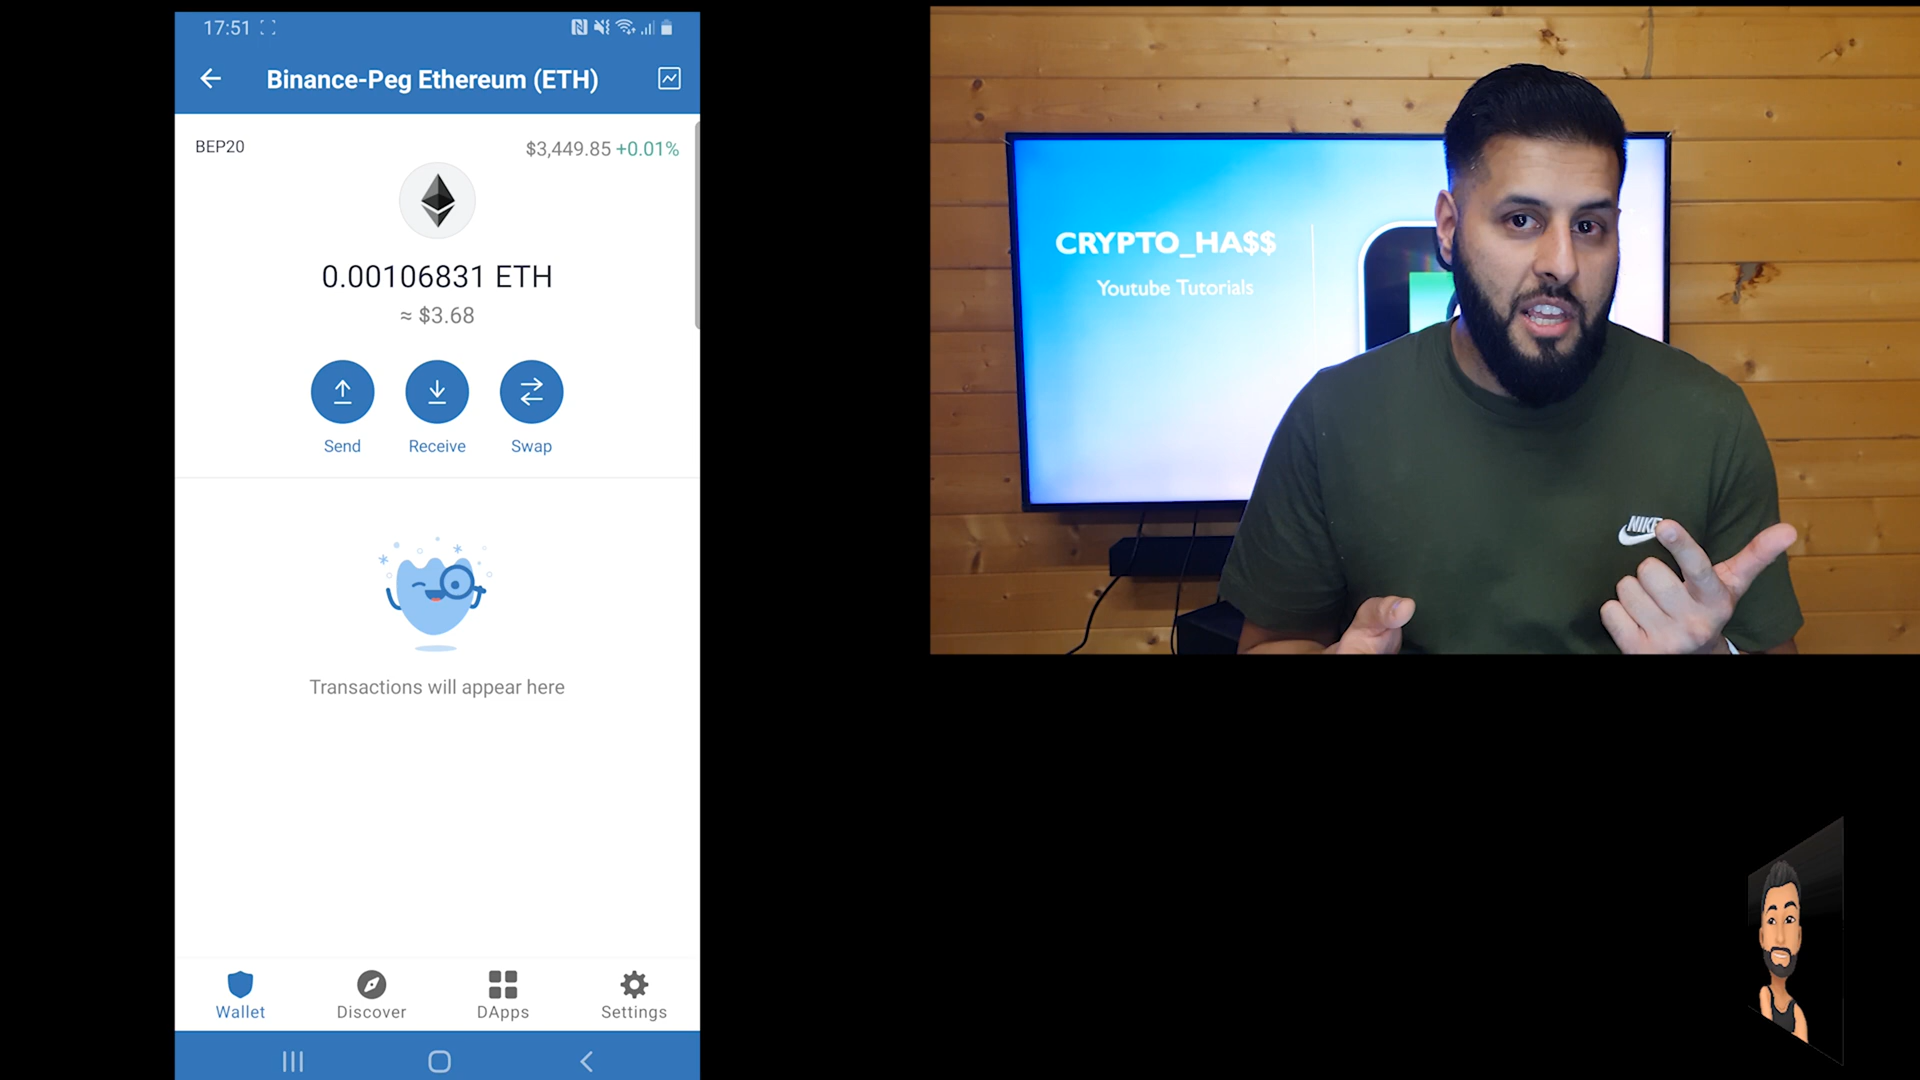 17:51
Binance-Peg Ethereum (ETH)
BEP20
$3,449.85 +0.01%
0.00106831 ETH
≈ $3.68
Send
Receive
Swap
Transactions will appear here
Wallet
Discover
DApps
Settings
CRYPTO_HA$$
Youtube Tutorials
NIKE